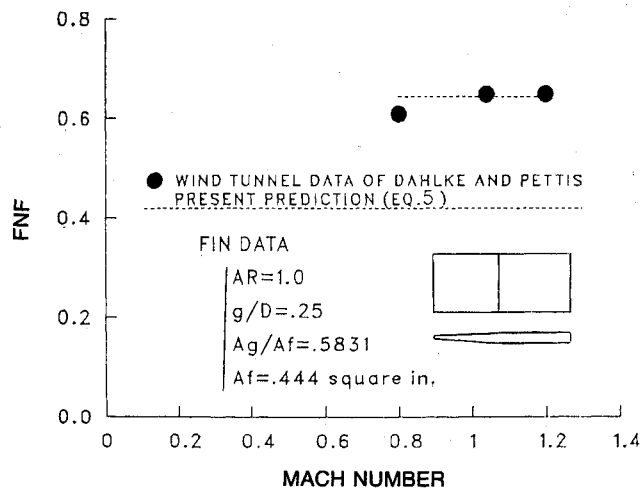 0.8
0.6
0.4
0.2
0.0
FNF
WIND TUNNEL DATA OF DAHLKE AND PETTIS
PRESENT PREDICTION (EQ.5)
FIN DATA
AR=1.0
g/D=.25
Ag/Af=.5831
Af=.444 square in.
0 0.2 0.4 0.6 0.8 1 1.2 1.4
MACH NUMBER